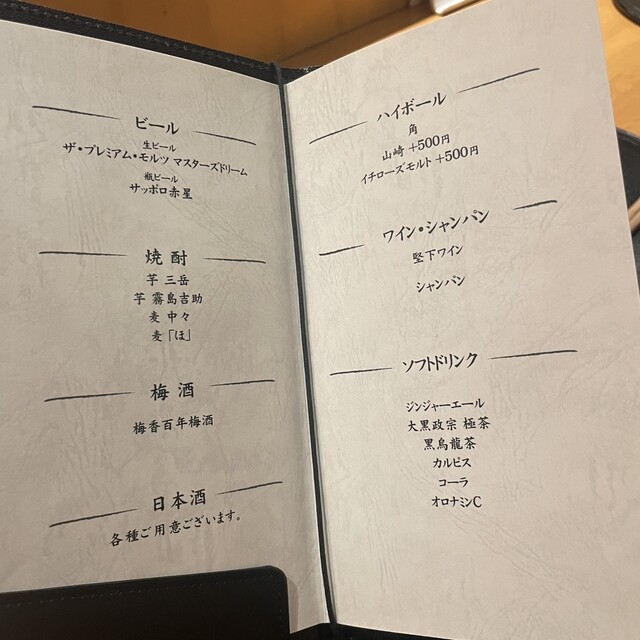 ビール
生ビール
ザ・プレミアム・モルツ マスターズドリーム
瓶ビール
サッポロ赤星
焼酎
芋 三岳
芋 霧島吉助
麦 中々
麦「ほ」
梅酒
梅香百年梅酒
日本酒
各種ご用意ございます。
ハイボール
角
山崎 +500円
イチローズモルト +500円
ワイン・シャンパン
堅下ワイン
シャンパン
ソフトドリンク
ジンジャーエール
大黒政宗 極茶
黒烏龍茶
カルピス
コーラ
オロナミンC